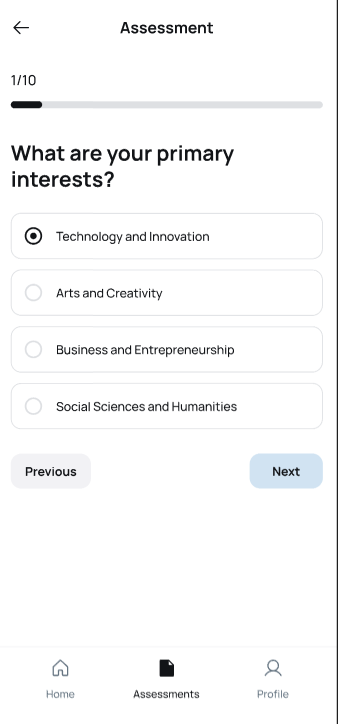 Assessment
1/10
What are your primary
interests?
Technology and Innovation
Arts and Creativity
Business and Entrepreneurship
Social Sciences and Humanities
Previous
Next
Home
Assessments
Profile